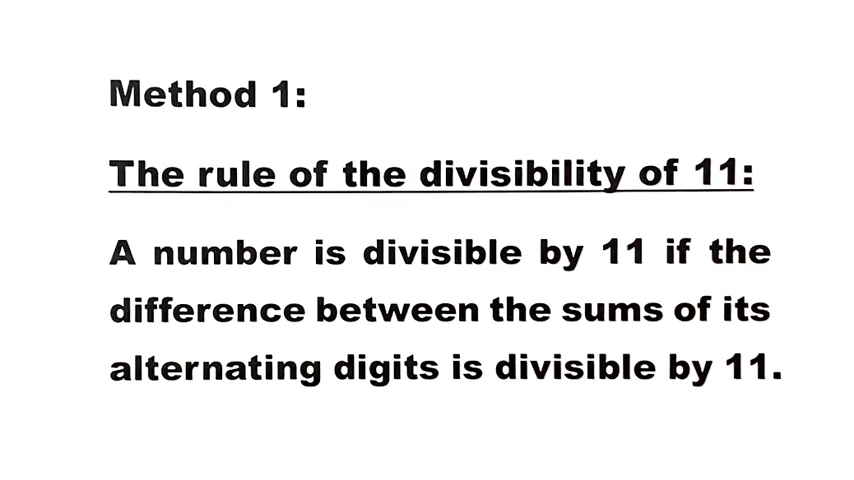 Method 1:
The rule of the divisibility of 11:
A number is divisible by 11 if the
difference between the sums of its
alternating digits is divisible by 11.